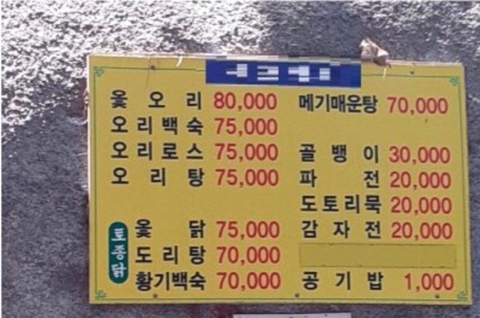 옻오리 80,000
오리백숙 75,000
오리로스 75,000
오리탕 75,000
토종닭
옻닭 75,000
도리탕 70,000
황기백숙 70,000
메기매운탕 70,000
골뱅이 30,000
파전 20,000
도토리묵 20,000
감자전 20,000
공기밥 1,000